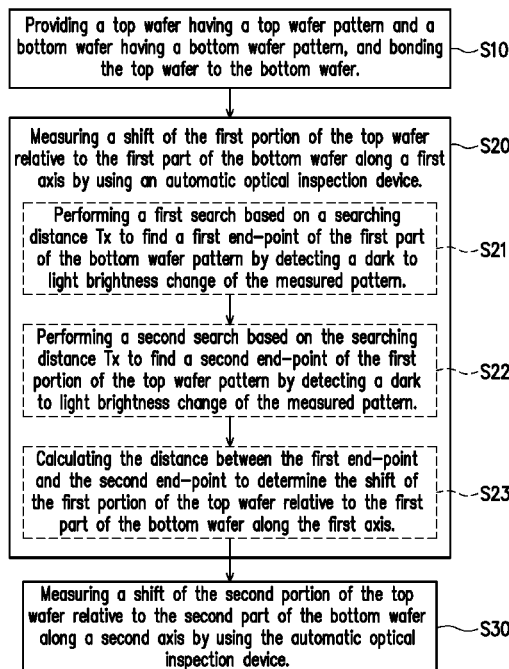 Providing a top wafer having a top wafer pattern and a
bottom wafer having a bottom wafer pattern, and bonding
the top wafer to the bottom wafer.
S10
Measuring a shift of the first portion of the top wafer
relative to the first part of the bottom wafer along a first
axis by using an automatic optical inspection device.
S20
Performing a first search based on a searching
distance Tx to find a first end-point of the first part
of the bottom wafer pattern by detecting a dark to
light brightness change of the measured pattern.
S21
Performing a second search based on the searching
distance Tx to find a second end-point of the first
portion of the top wafer pattern by detecting a dark
to light brightness change of the measured pattern.
S22
Calculating the distance between the first end-point
and the second end-point to determine the shift of
the first portion of the top wafer relative to the first
part of the bottom wafer along the first axis.
S23
Measuring a shift of the second portion of the top
wafer relative to the second part of the bottom wafer
along a second axis by using the automatic optical
inspection device.
S30